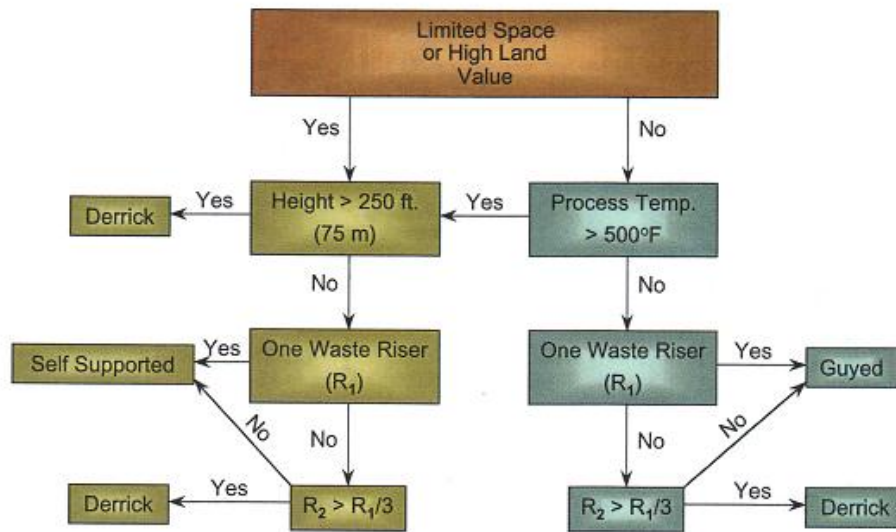 Limited Space
or High Land
Value
Yes
No
Derrick
Yes
Height > 250 ft.
(75 m)
Yes
Process Temp.
> 500°F
No
No
Self Supported
Yes
One Waste Riser
(R₁)
One Waste Riser
(R₁)
Yes
Guyed
No
No
No
No
Derrick
Yes
R₂ > R₁/3
R₂ > R₁/3
Yes
Derrick